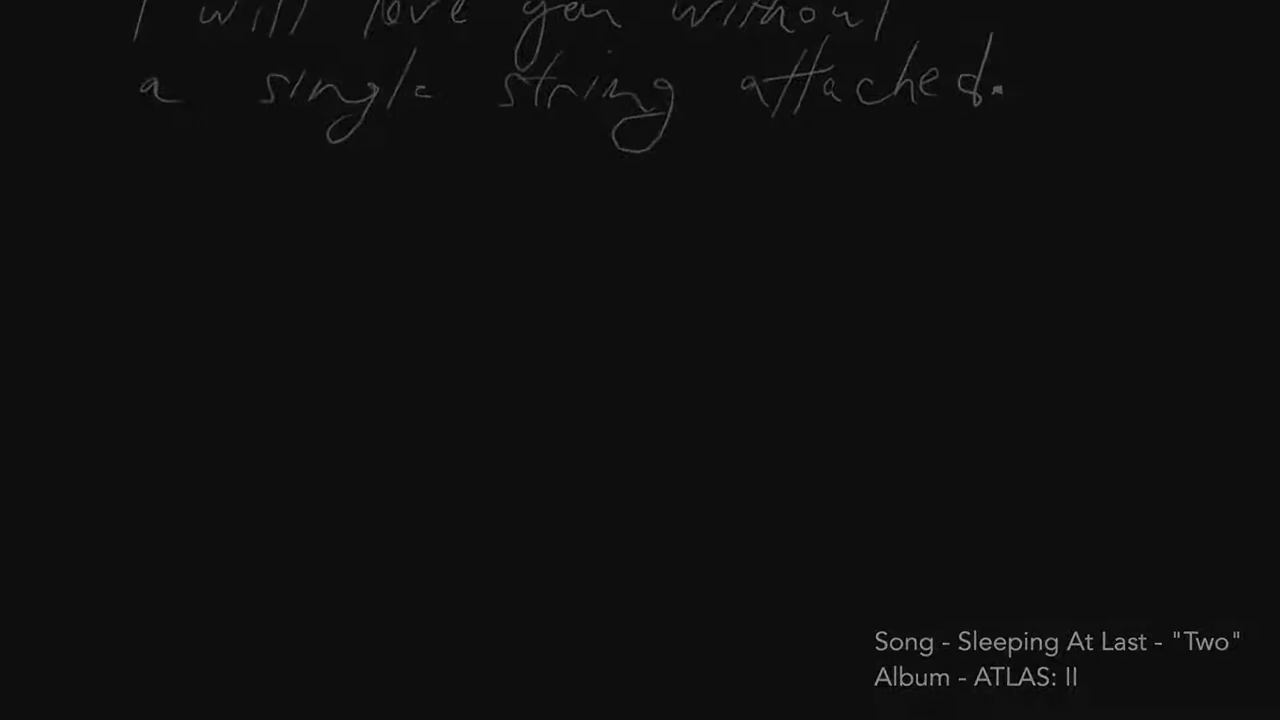 I will love you without
a single string attached.
Song - Sleeping At Last - "Two"
Album - ATLAS: II